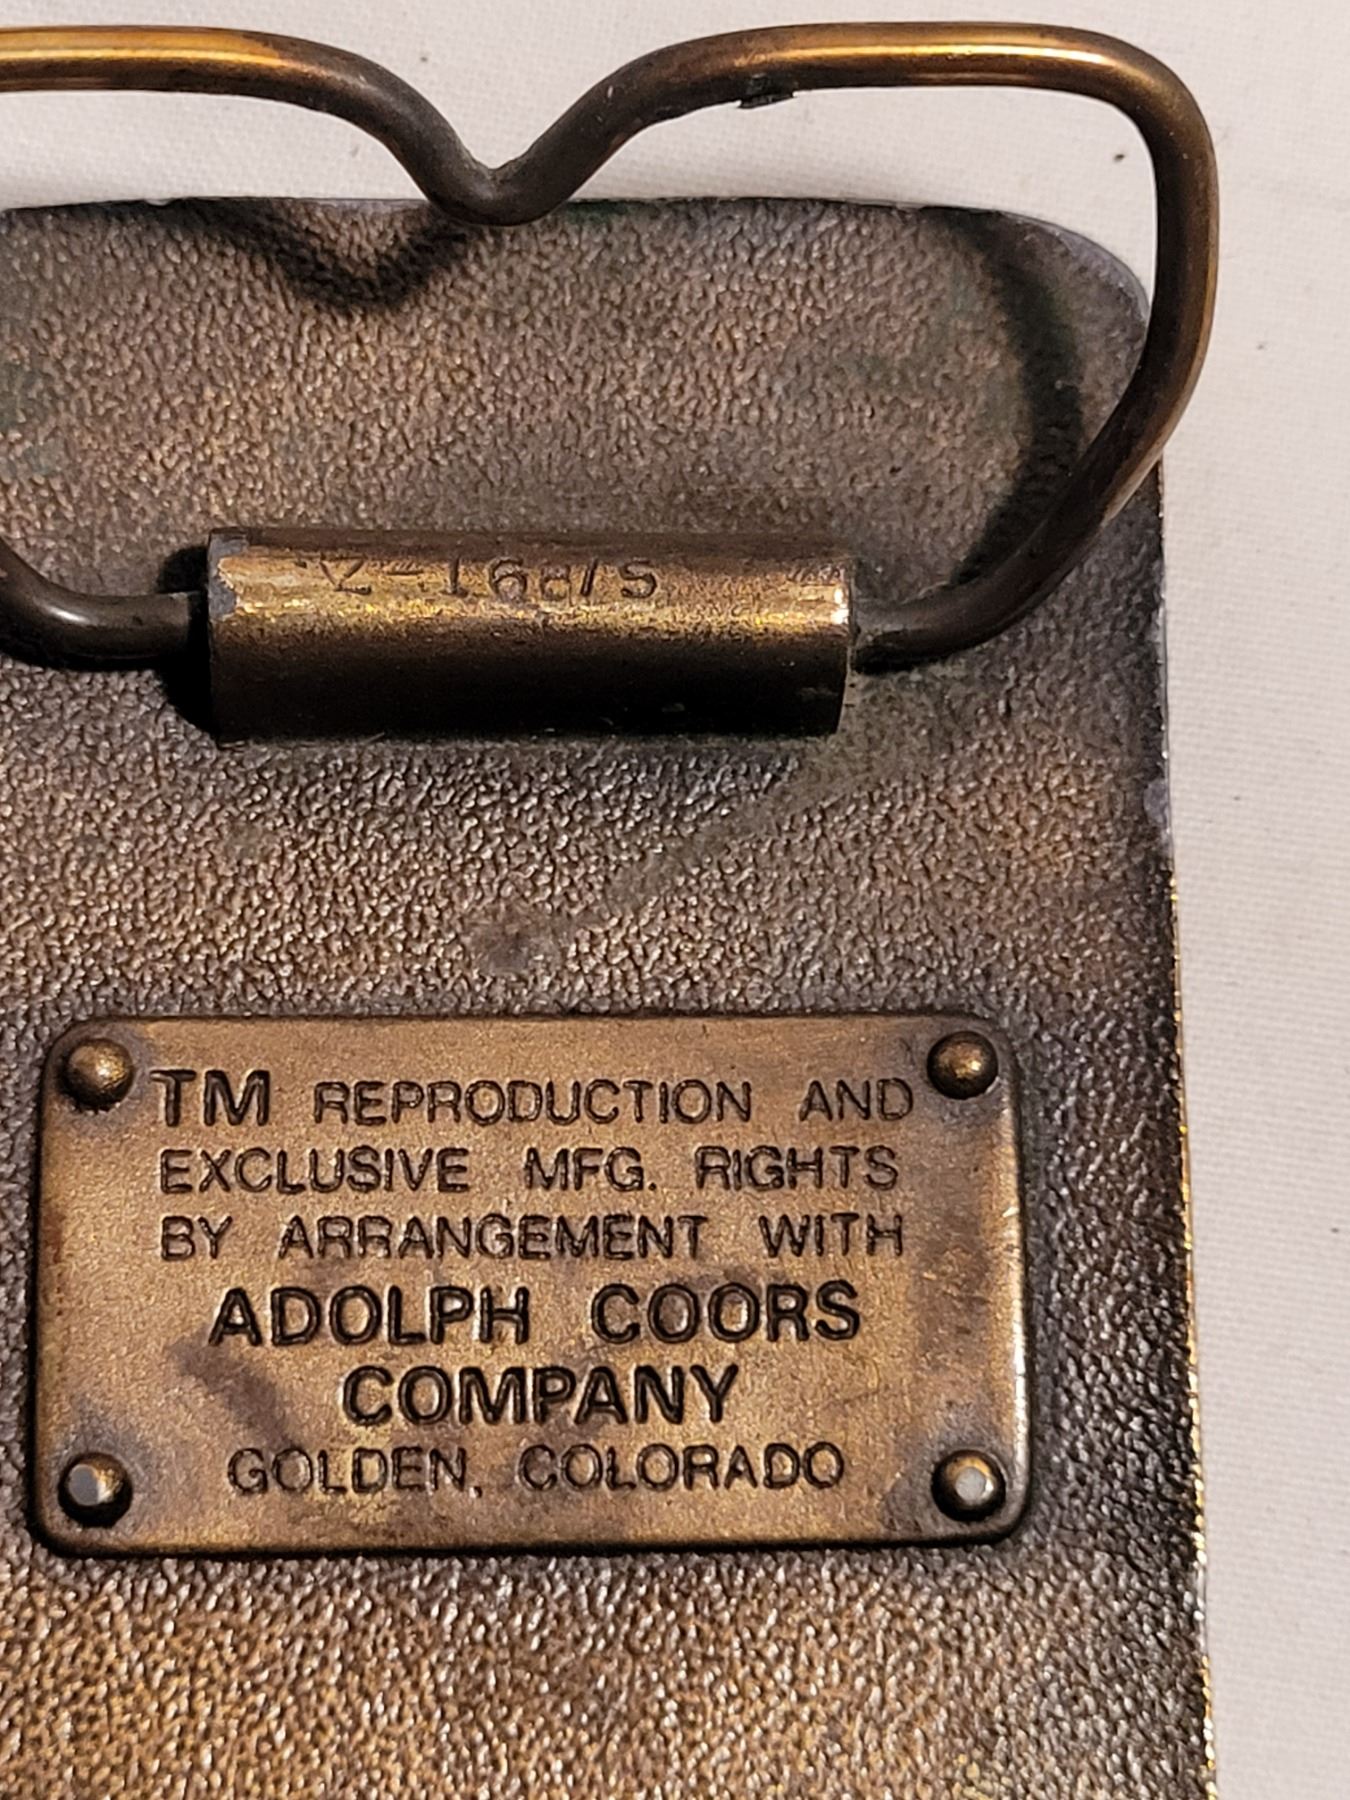 TM REPRODUCTION AND
EXCLUSIVE MFG. RIGHTS
BY ARRANGEMENT WITH
ADOLPH COORS
COMPANY
GOLDEN, COLORADO